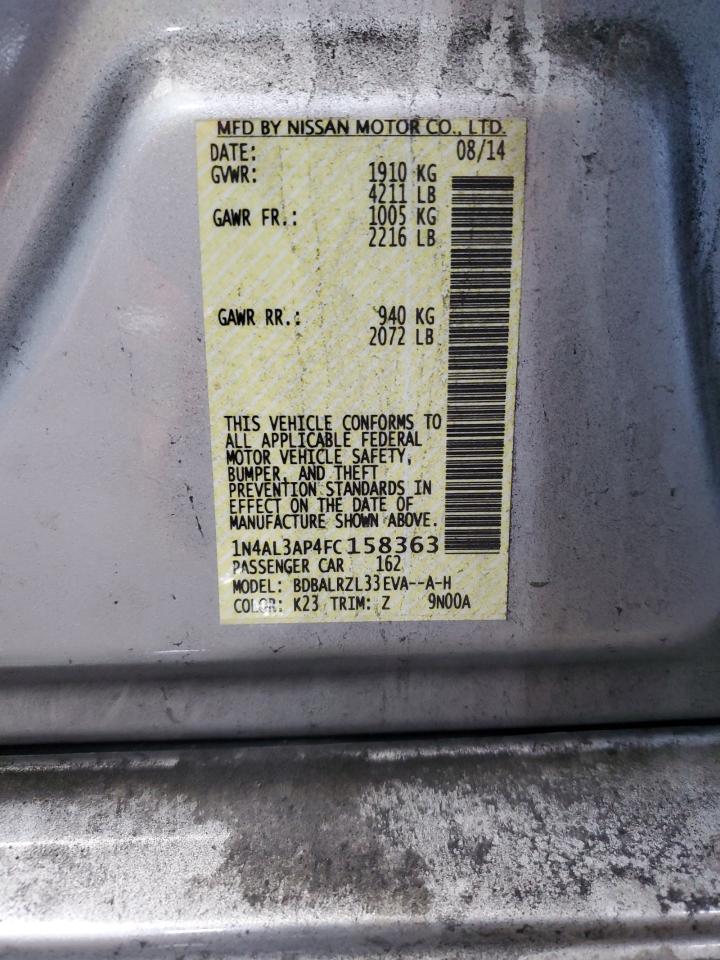 MFD BY NISSAN MOTOR CO., LTD.
DATE: 08/14
GVWR: 1910 KG
4211 LB
GAWR FR.: 1005 KG
2216 LB
GAWR RR.: 940 KG
2072 LB
THIS VEHICLE CONFORMS TO
ALL APPLICABLE FEDERAL
MOTOR VEHICLE SAFETY,
BUMPER, AND THEFT
PREVENTION STANDARDS IN
EFFECT ON THE DATE OF
MANUFACTURE SHOWN ABOVE.
1N4AL3AP4FC158363
PASSENGER CAR 162
MODEL: BDBALRZL33EVA--A-H
COLOR: K23 TRIM: Z 9N00A